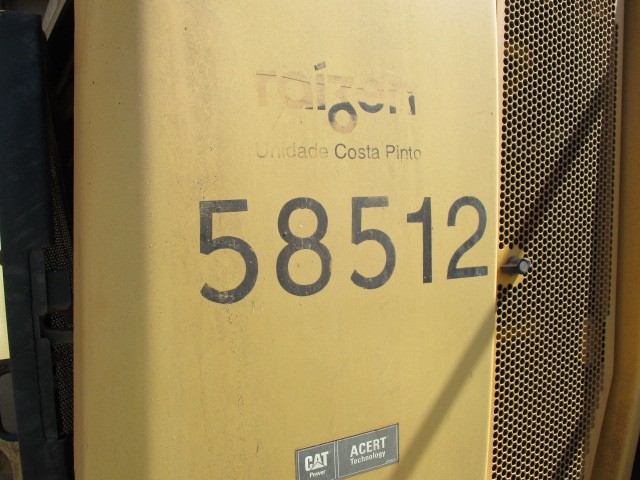 raízen
Unidade Costa Pinto
58512
CAT
Power
ACERT
Technology